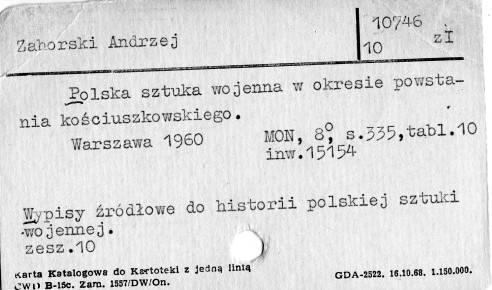 Zahorski Andrzej
10746
10 zI
Polska sztuka wojenna w okresie powsta-
nia kościuszkowskiego.
Warszawa 1960 MON, 8°, s.335,tabl.10
inw.15154
Wypisy źródłowe do historii polskiej sztuki
wojennej.
zesz.10
Karta Katalogowa do Kartoteki z jedną linią
CWD B-15c. Zam. 1557/DW/On. GDA-2522. 16.10.68. 1.150.000.